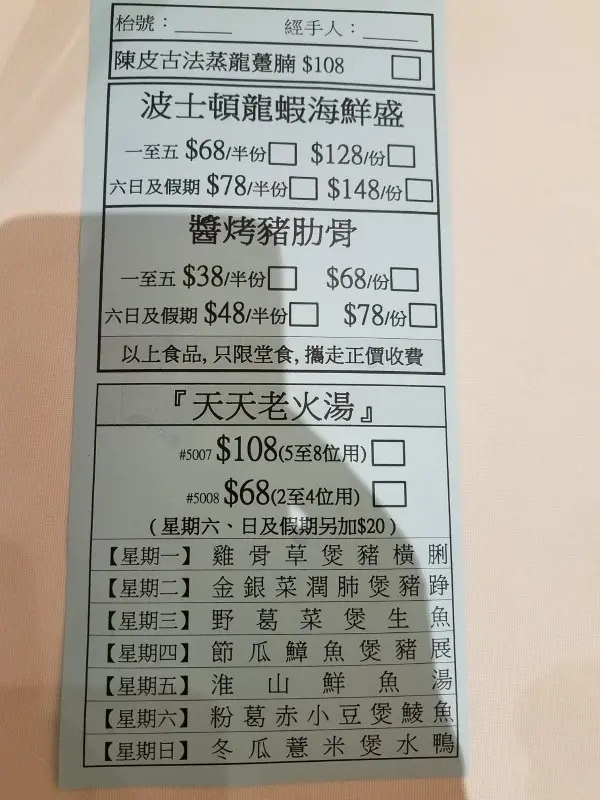 枱號：______ 經手人：______
陳皮古法蒸龍躉腩 $108
波士頓龍蝦海鮮盛
一至五 $68/半份 $128/份
六日及假期 $78/半份 $148/份
醬烤豬肋骨
一至五 $38/半份 $68/份
六日及假期 $48/半份 $78/份
以上食品, 只限堂食, 攜走正價收費
『天天老火湯』
#5007 $108(5至8位用)
#5008 $68(2至4位用)
(星期六、日及假期另加$20)
【星期一】 雞骨草煲豬橫脷
【星期二】 金銀菜潤肺煲豬踭
【星期三】 野葛菜煲生魚
【星期四】 節瓜鱆魚煲豬展
【星期五】 淮山鮮魚湯
【星期六】 粉葛赤小豆煲鯪魚
【星期日】 冬瓜薏米煲水鴨